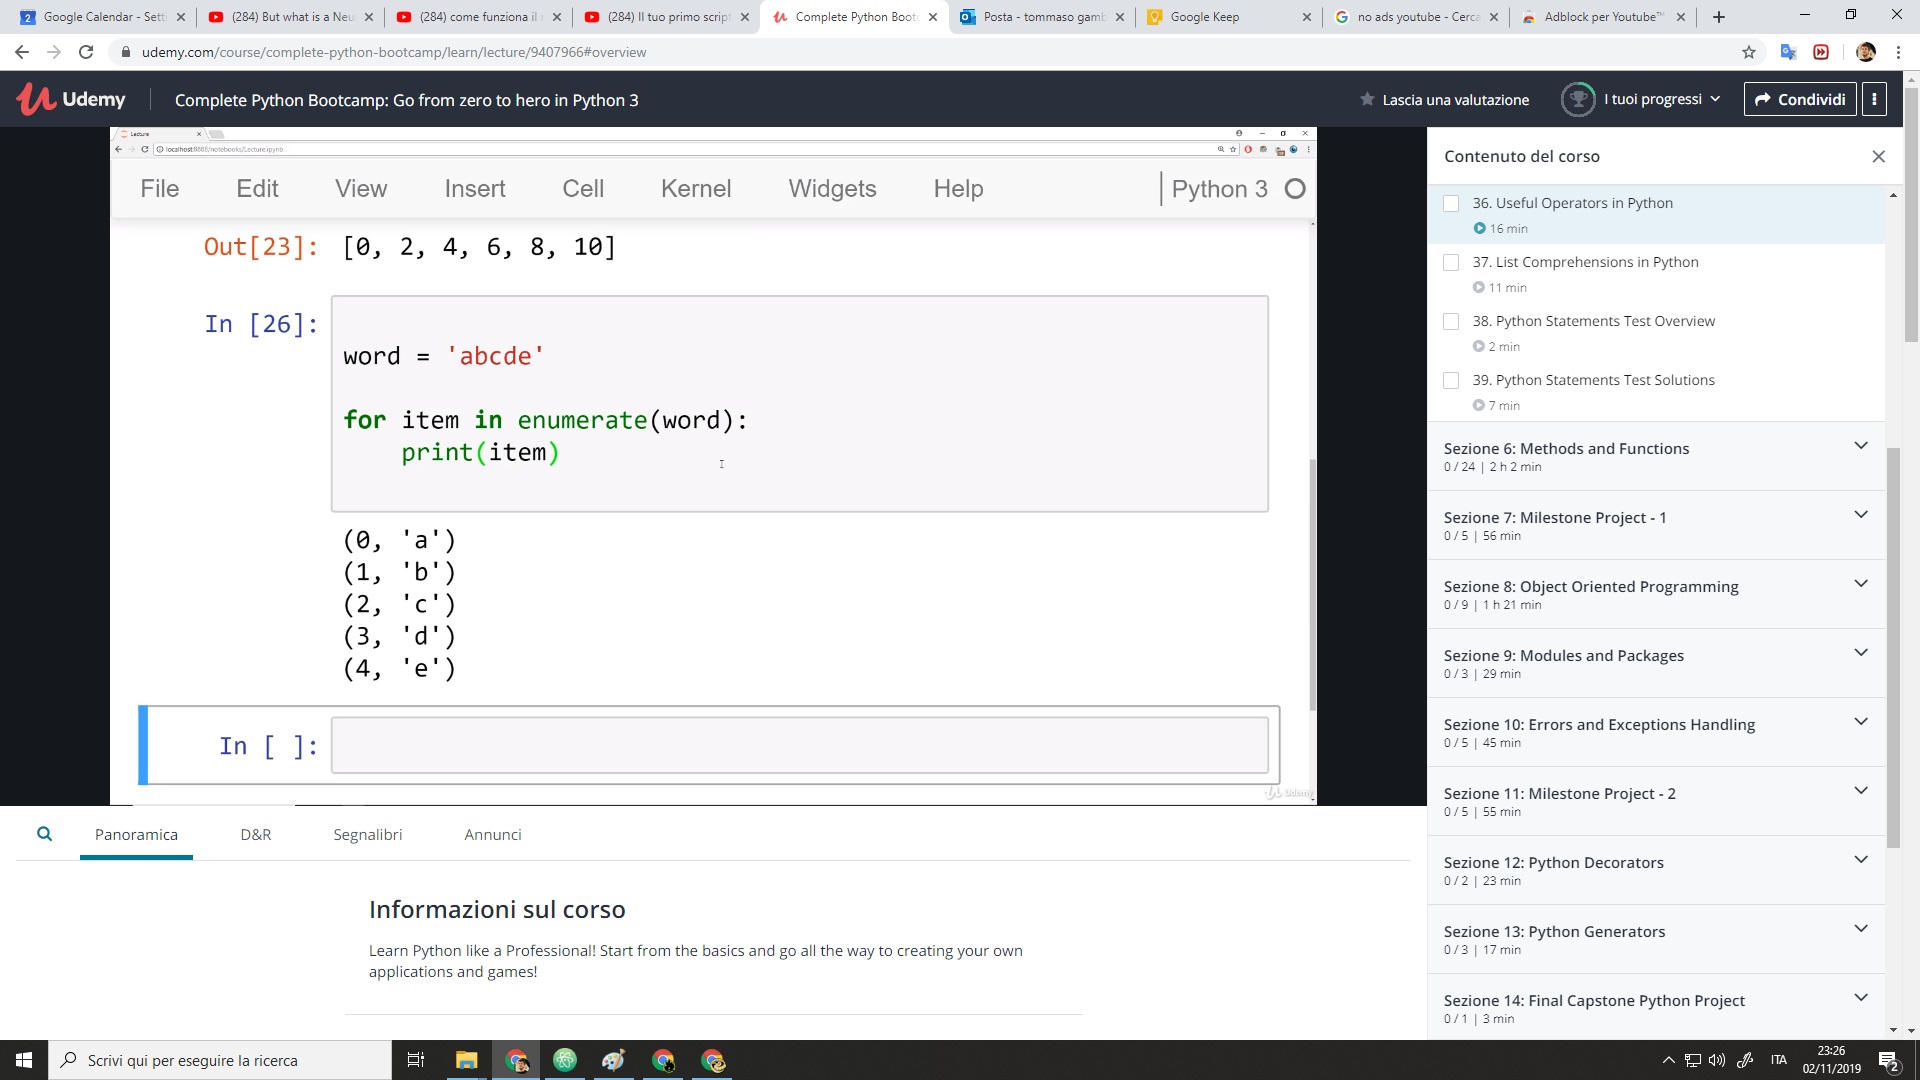 Google Calendar - Setti
(284) But what is a Neu
(284) come funziona il
(284) Il tuo primo script
Complete Python Boot
Posta - tommaso gamb
Google Keep
no ads youtube - Cerca
Adblock per Youtube™
udemy.com/course/complete-python-bootcamp/learn/lecture/9407966#overview
Udemy
Complete Python Bootcamp: Go from zero to hero in Python 3
Lascia una valutazione
I tuoi progressi
Condividi
Lecture
localhost:8888/notebooks/Lecture.ipynb
File Edit View Insert Cell Kernel Widgets Help
Python 3
Out[23]: [0, 2, 4, 6, 8, 10]
In [26]:
word = 'abcde'
for item in enumerate(word):
print(item)
(0, 'a')
(1, 'b')
(2, 'c')
(3, 'd')
(4, 'e')
In [ ]:
Udemy
Contenuto del corso
36. Useful Operators in Python
16 min
37. List Comprehensions in Python
11 min
38. Python Statements Test Overview
2 min
39. Python Statements Test Solutions
7 min
Sezione 6: Methods and Functions
0 / 24 | 2 h 2 min
Sezione 7: Milestone Project - 1
0 / 5 | 56 min
Sezione 8: Object Oriented Programming
0 / 9 | 1 h 21 min
Sezione 9: Modules and Packages
0 / 3 | 29 min
Sezione 10: Errors and Exceptions Handling
0 / 5 | 45 min
Sezione 11: Milestone Project - 2
0 / 5 | 55 min
Sezione 12: Python Decorators
0 / 2 | 23 min
Sezione 13: Python Generators
0 / 3 | 17 min
Sezione 14: Final Capstone Python Project
0 / 1 | 3 min
Panoramica
D&R
Segnalibri
Annunci
Informazioni sul corso
Learn Python like a Professional! Start from the basics and go all the way to creating your own
applications and games!
Scrivi qui per eseguire la ricerca
ITA
23:26
02/11/2019
2